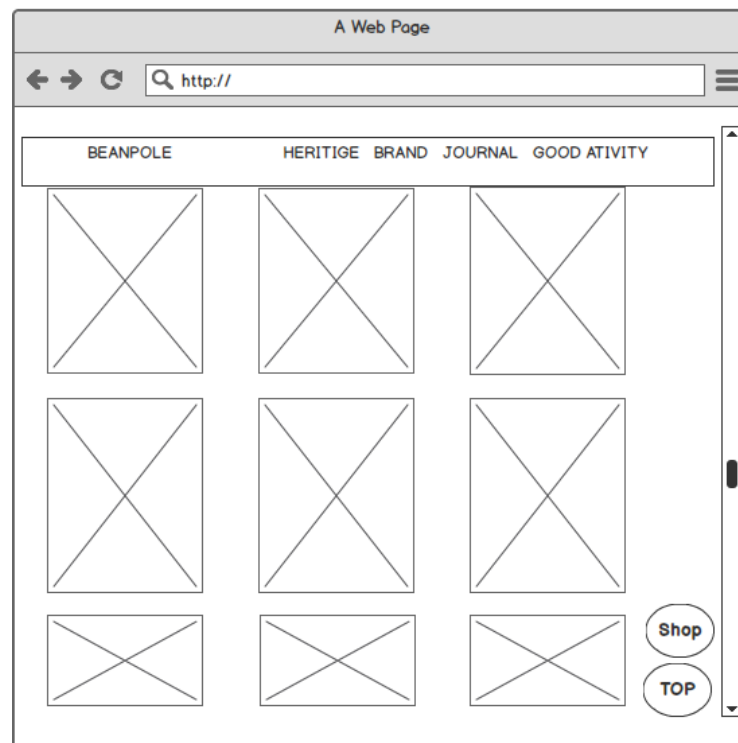 A Web Page
http://
BEANPOLE HERITIGE BRAND JOURNAL GOOD ATIVITY
Shop
TOP